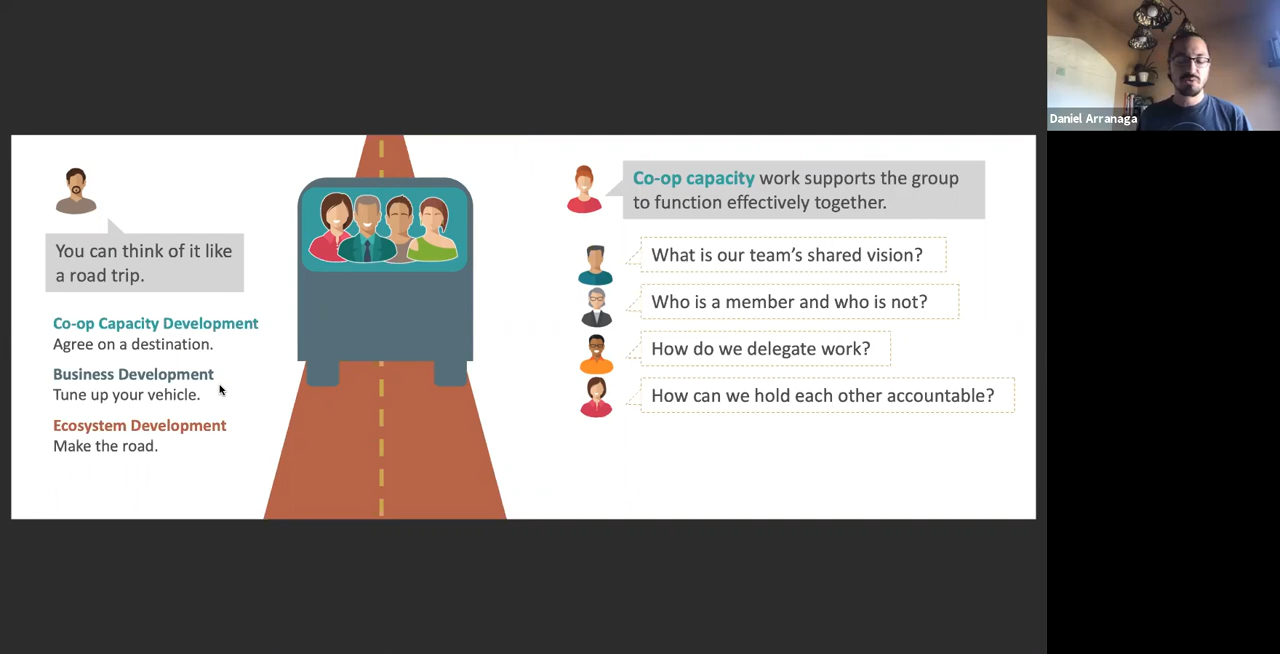 You can think of it like
a road trip.
Co-op Capacity Development
Agree on a destination.
Business Development
Tune up your vehicle.
Ecosystem Development
Make the road.
Co-op capacity work supports the group
to function effectively together.
What is our team’s shared vision?
Who is a member and who is not?
How do we delegate work?
How can we hold each other accountable?
Daniel Arranaga